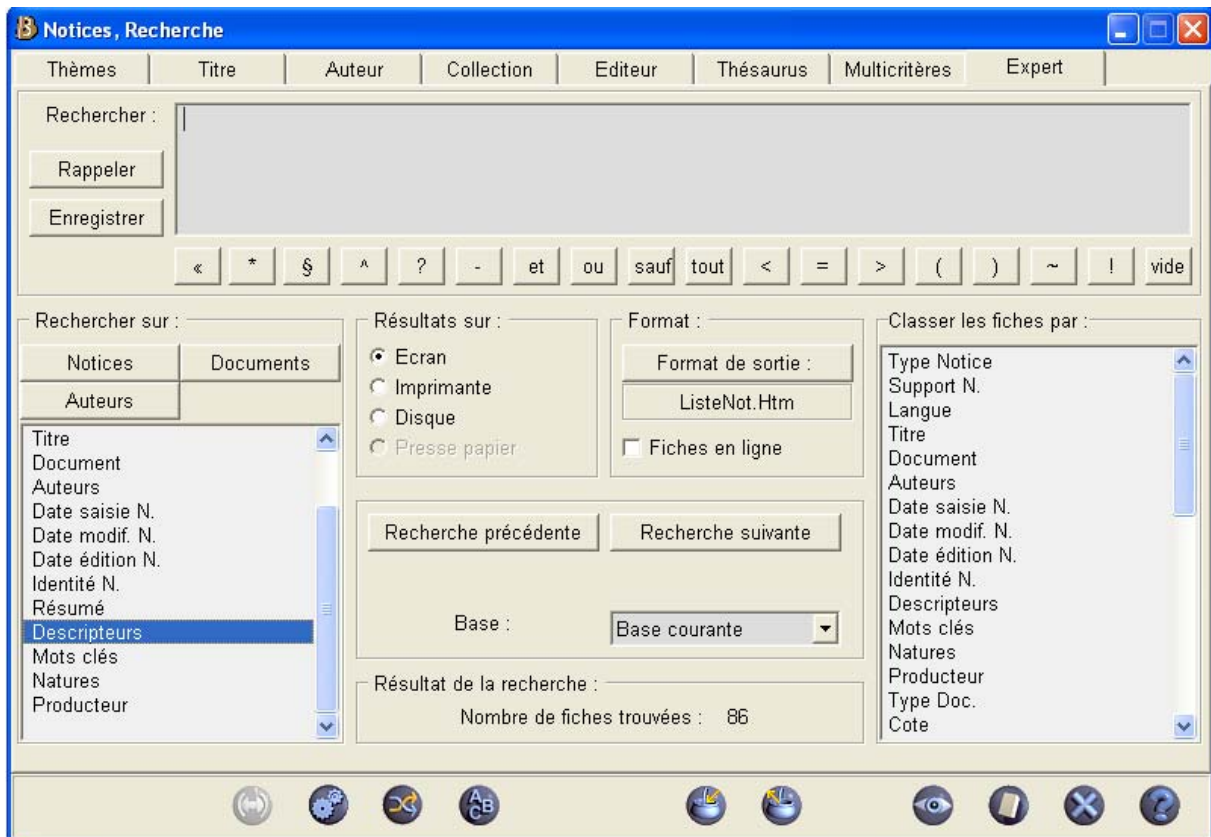 Notices, Recherche
Thèmes Titre Auteur Collection Editeur Thésaurus Multicritères Expert
Rechercher :
Rappeler
Enregistrer
« * § ^ ? - et ou sauf tout < = > ( ) ~ ! vide
Rechercher sur :
Notices Documents
Auteurs
Titre
Document
Auteurs
Date saisie N.
Date modif. N.
Date édition N.
Identité N.
Résumé
Descripteurs
Mots clés
Natures
Producteur
Résultats sur :
Ecran
Imprimante
Disque
Presse papier
Format :
Format de sortie :
ListeNot.Htm
Fiches en ligne
Recherche précédente Recherche suivante
Base : Base courante
Résultat de la recherche :
Nombre de fiches trouvées : 86
Classer les fiches par :
Type Notice
Support N.
Langue
Titre
Document
Auteurs
Date saisie N.
Date modif. N.
Date édition N.
Identité N.
Descripteurs
Mots clés
Natures
Producteur
Type Doc.
Cote